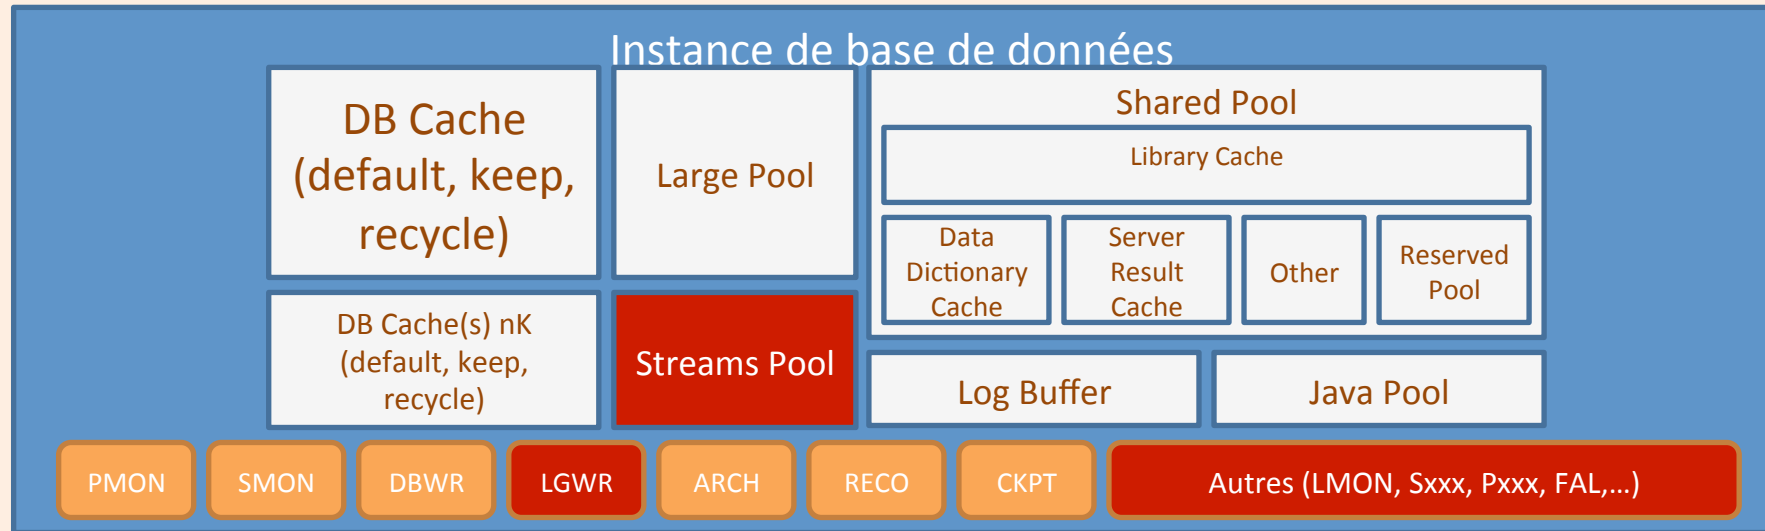 Instance de base de données
DB Cache
(default, keep,
recycle)
Large Pool
Shared Pool
Library Cache
Data
Dictionary
Cache
Server
Result
Cache
Other
Reserved
Pool
DB Cache(s) nK
(default, keep,
recycle)
Streams Pool
Log Buffer
Java Pool
PMON
SMON
DBWR
LGWR
ARCH
RECO
CKPT
Autres (LMON, Sxxx, Pxxx, FAL,...)